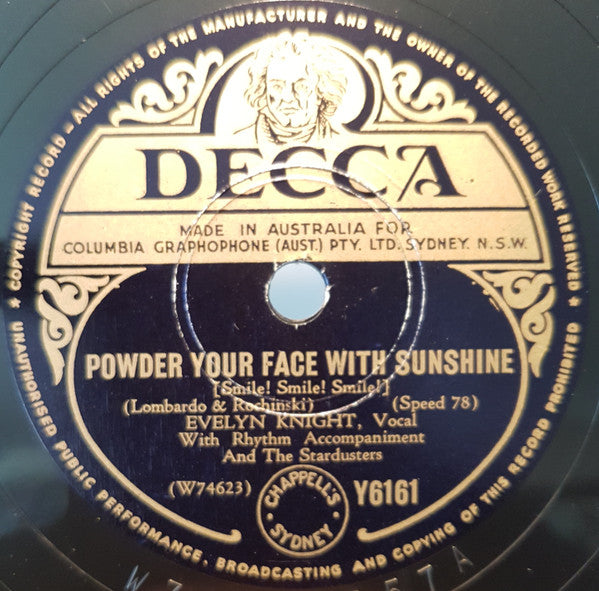 ★ COPYRIGHT RECORD – ALL RIGHTS OF THE MANUFACTURER AND THE OWNER OF THE RECORDED WORK RESERVED ★
DECCA
MADE IN AUSTRALIA FOR
COLUMBIA GRAPHOPHONE (AUST.) PTY. LTD. SYDNEY. N.S.W.
POWDER YOUR FACE WITH SUNSHINE
[Smile! Smile! Smile!]
(Lombardo & Rochinski) (Speed 78)
EVELYN KNIGHT, Vocal
With Rhythm Accompaniment
And The Stardusters
(W74623)
CHAPPELL'S
SYDNEY
Y6161
UNAUTHORISED PUBLIC PERFORMANCE, BROADCASTING AND COPYING OF THIS RECORD PROHIBITED